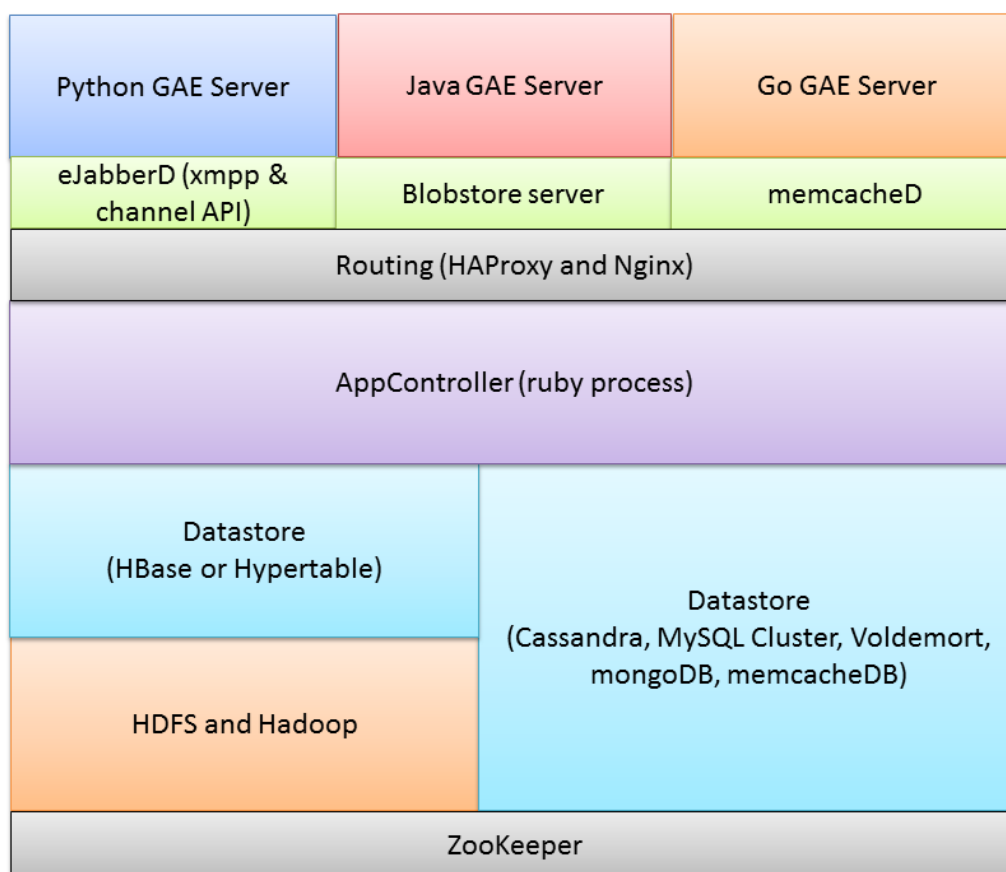 Python GAE Server
Java GAE Server
Go GAE Server
eJabberD (xmpp &
channel API)
Blobstore server
memcacheD
Routing (HAProxy and Nginx)
AppController (ruby process)
Datastore
(HBase or Hypertable)
Datastore
(Cassandra, MySQL Cluster, Voldemort,
mongoDB, memcacheDB)
HDFS and Hadoop
ZooKeeper